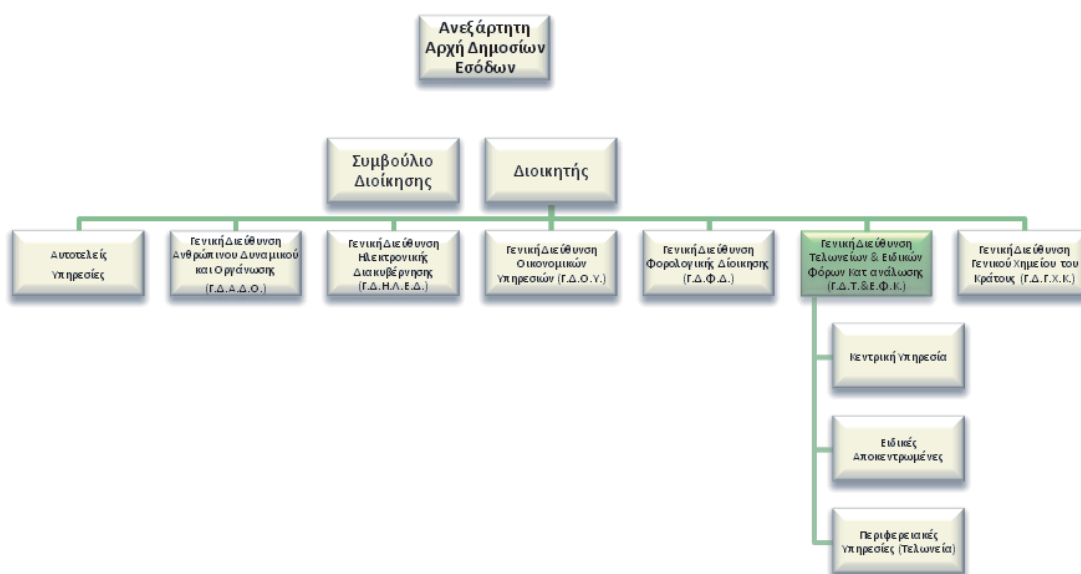 Ανεξάρτητη
Αρχή Δημοσίων
Εσόδων
Συμβούλιο
Διοίκησης
Διοικητής
Αυτοτελείς
Υπηρεσίες
Γενική Διεύθυνση
Ανθρώπινου Δυναμικού
και Οργάνωσης
(Γ.Δ.Α.Δ.Ο.)
Γενική Διεύθυνση
Ηλεκτρονικής
Διακυβέρνησης
(Γ.Δ.Η.Λ.Ε.Δ.)
Γενική Διεύθυνση
Οικονομικών
Υπηρεσιών (Γ.Δ.Ο.Υ.)
Γενική Διεύθυνση
Φορολογικής Διοίκησης
(Γ.Δ.Φ.Δ.)
Γενική Διεύθυνση
Τελωνείων & Ειδικών
Φόρων Κατανάλωσης
(Γ.Δ.Τ.&Ε.Φ.Κ.)
Γενική Διεύθυνση
Γενικού Χημείου του
Κράτους (Γ.Δ.Γ.Χ.Κ.)
Κεντρική Υπηρεσία
Ειδικές
Αποκεντρωμένες
Περιφερειακές
Υπηρεσίες (Τελωνεία)